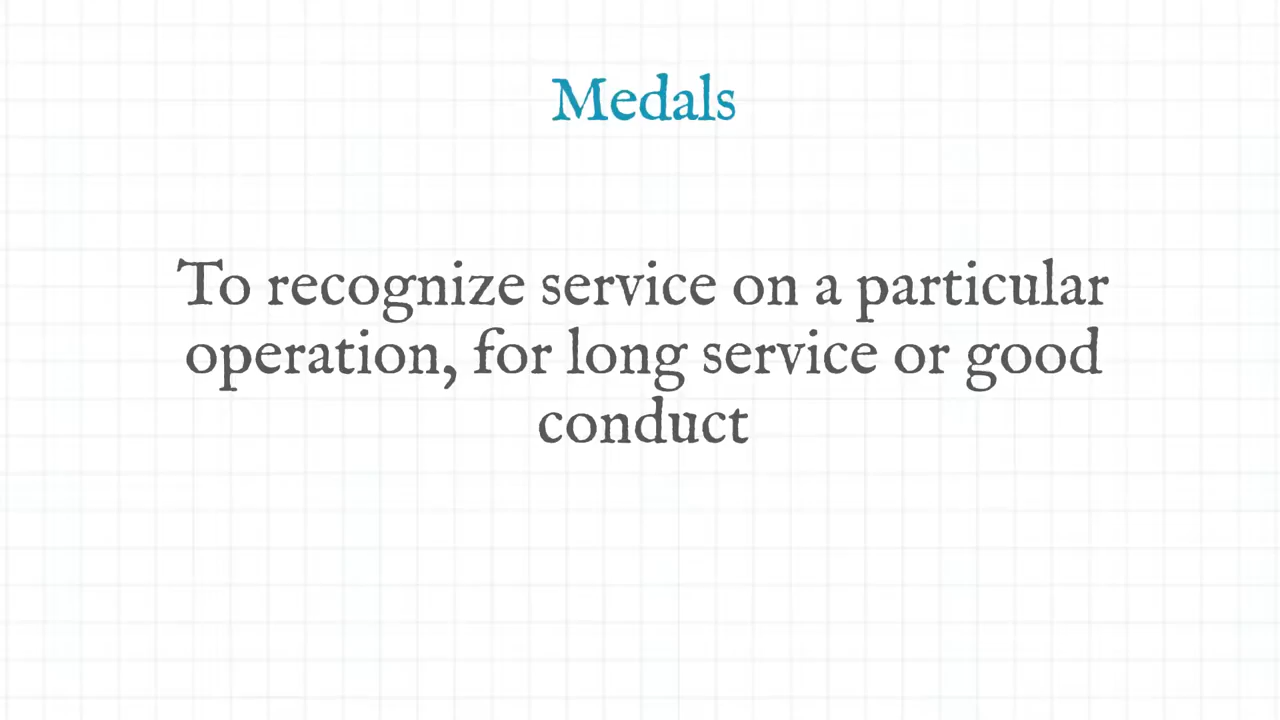 Medals
To recognize service on a particular
operation, for long service or good
conduct